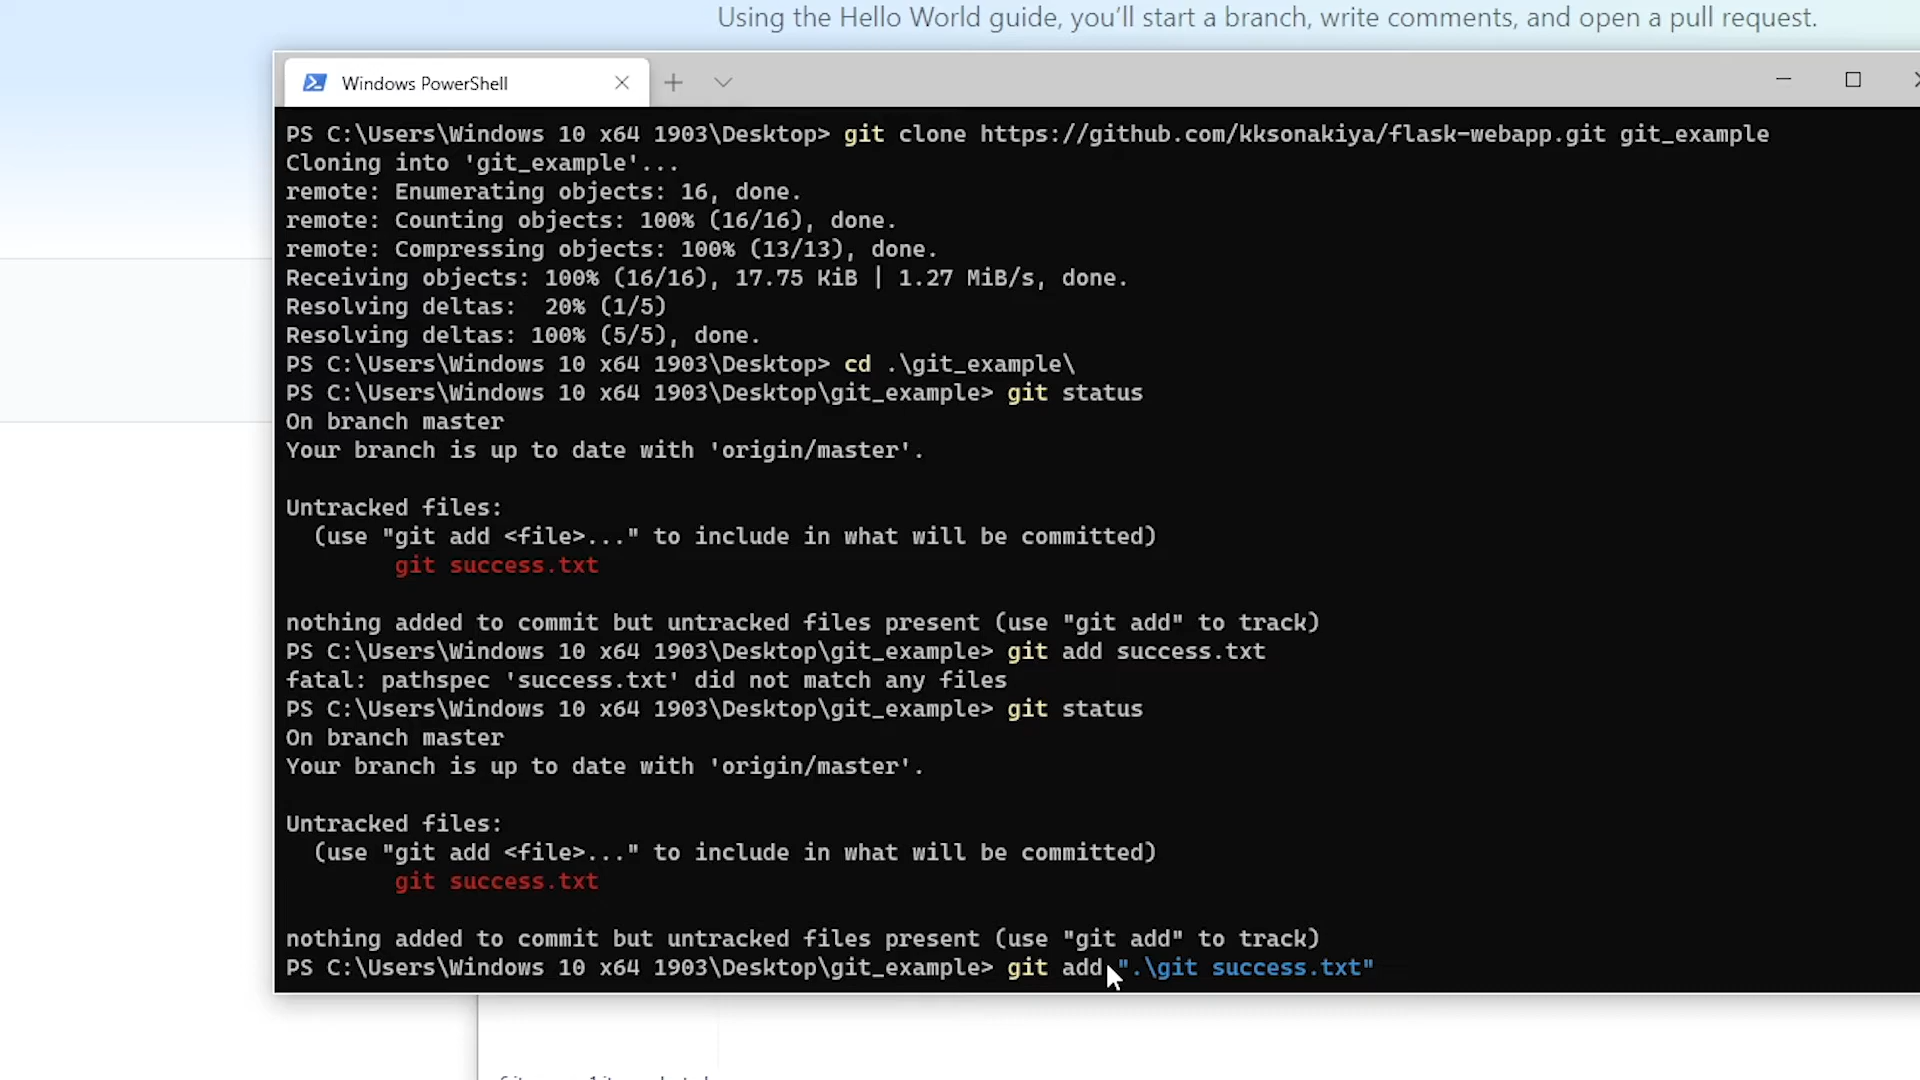 Using the Hello World guide, you’ll start a branch, write comments, and open a pull request.
Windows PowerShell
PS C:\Users\Windows 10 x64 1903\Desktop> git clone https://github.com/kksonakiya/flask-webapp.git git_example
Cloning into 'git_example'...
remote: Enumerating objects: 16, done.
remote: Counting objects: 100% (16/16), done.
remote: Compressing objects: 100% (13/13), done.
Receiving objects: 100% (16/16), 17.75 KiB | 1.27 MiB/s, done.
Resolving deltas:  20% (1/5)
Resolving deltas: 100% (5/5), done.
PS C:\Users\Windows 10 x64 1903\Desktop> cd .\git_example\
PS C:\Users\Windows 10 x64 1903\Desktop\git_example> git status
On branch master
Your branch is up to date with 'origin/master'.
Untracked files:
  (use "git add <file>..." to include in what will be committed)
        git success.txt
nothing added to commit but untracked files present (use "git add" to track)
PS C:\Users\Windows 10 x64 1903\Desktop\git_example> git add success.txt
fatal: pathspec 'success.txt' did not match any files
PS C:\Users\Windows 10 x64 1903\Desktop\git_example> git status
On branch master
Your branch is up to date with 'origin/master'.
Untracked files:
  (use "git add <file>..." to include in what will be committed)
        git success.txt
nothing added to commit but untracked files present (use "git add" to track)
PS C:\Users\Windows 10 x64 1903\Desktop\git_example> git add ".\git success.txt"